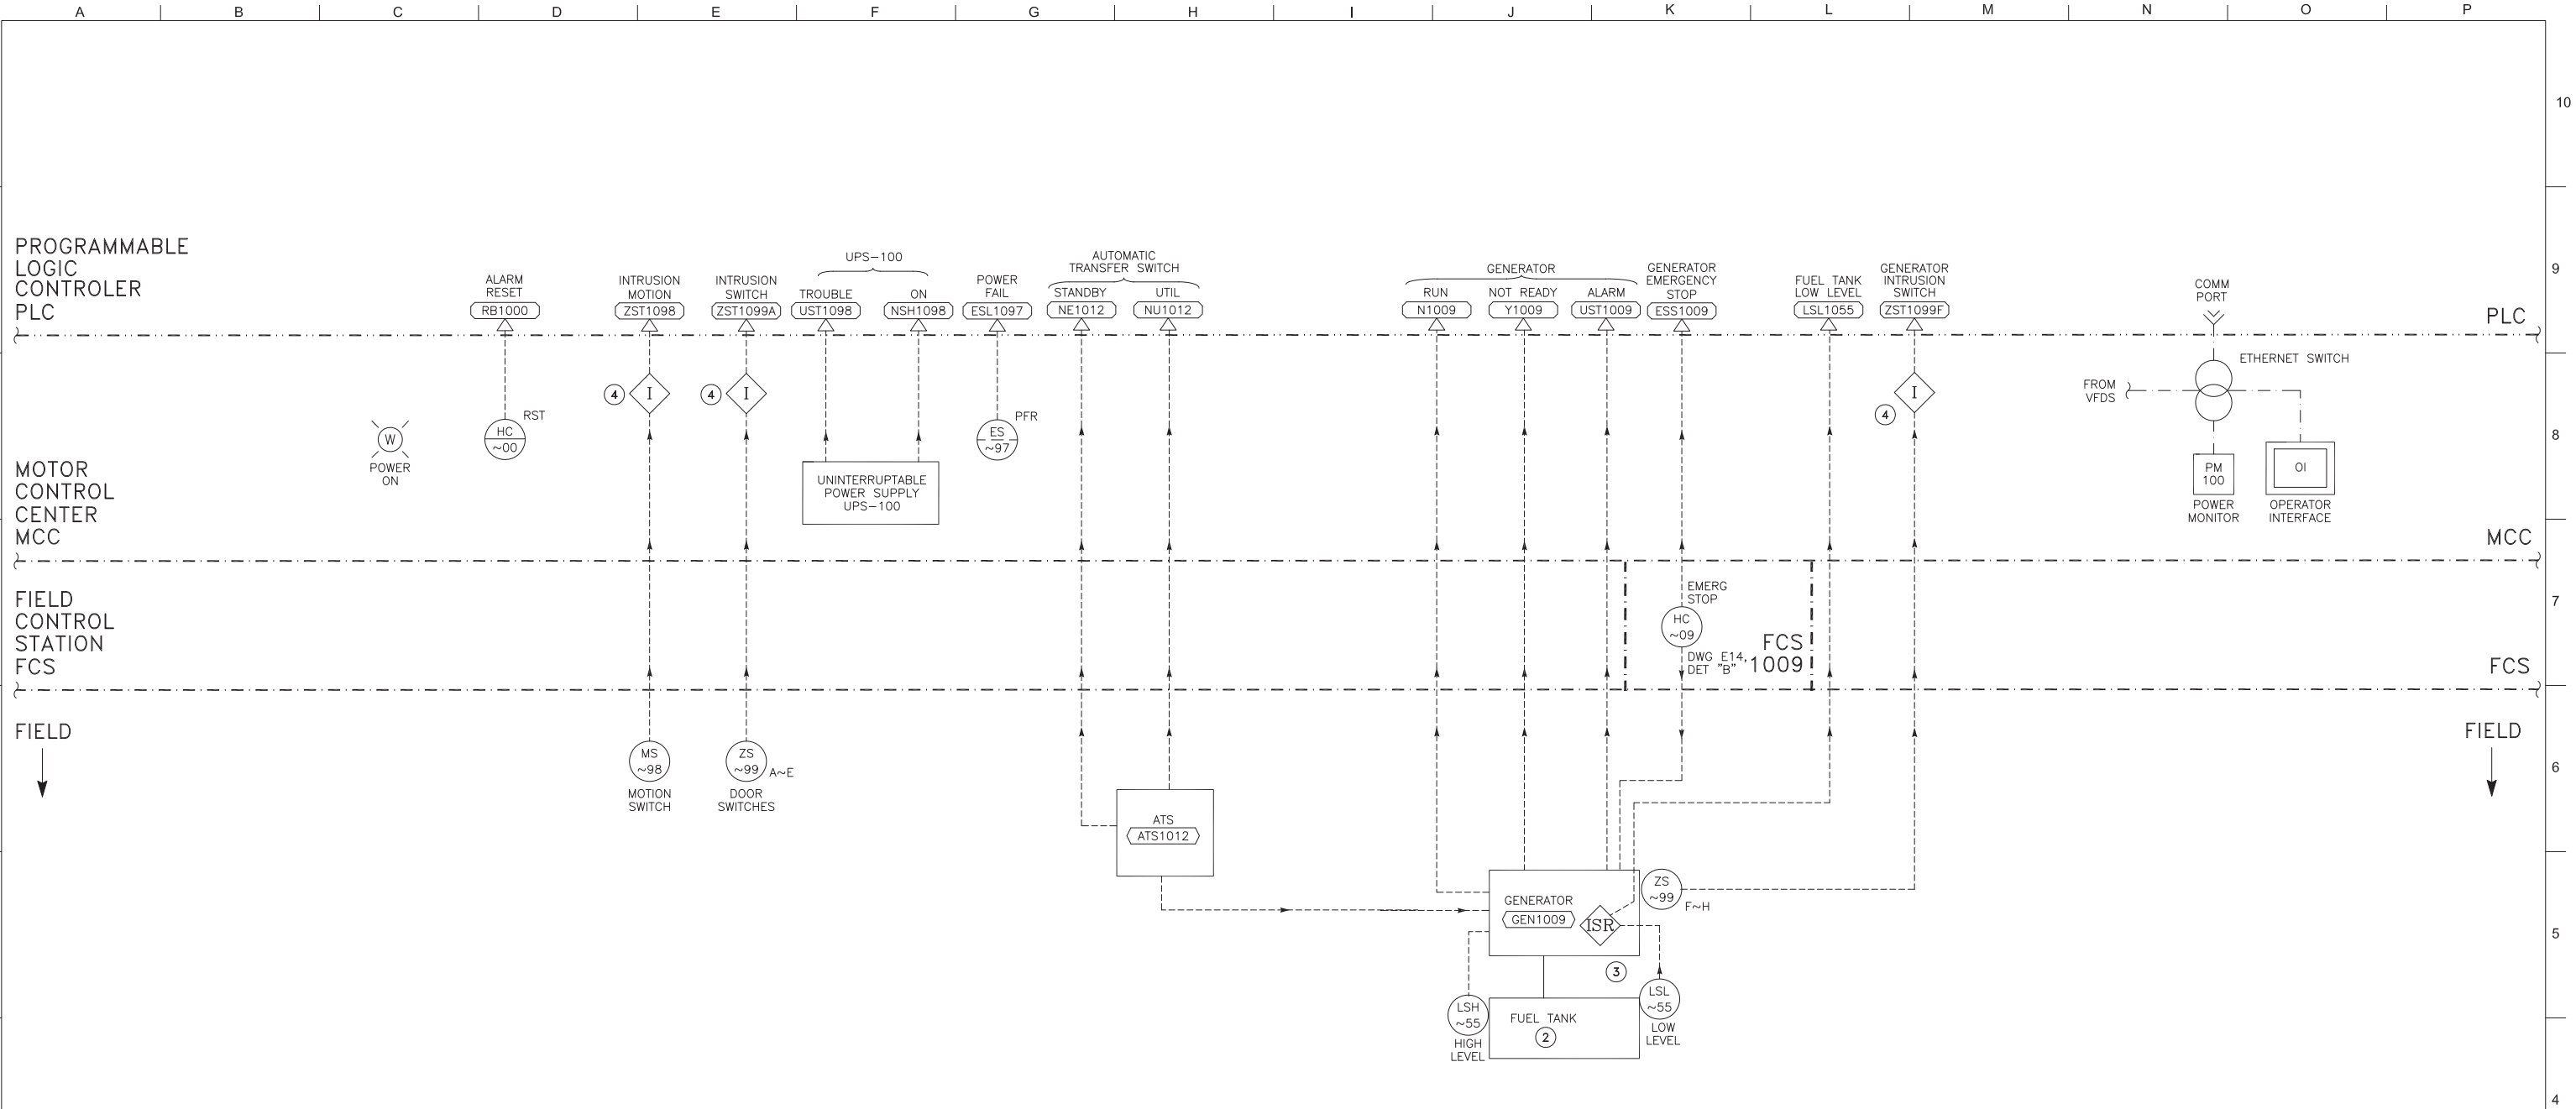 A B C D E F G H I J K L M N O P
10
PROGRAMMABLE
LOGIC
CONTROLER
PLC
ALARM
RESET
RB1000
INTRUSION
MOTION
ZST1098
INTRUSION
SWITCH
ZST1099A
UPS-100
TROUBLE
UST1098
ON
NSH1098
POWER
FAIL
ESL1097
AUTOMATIC
TRANSFER SWITCH
STANDBY
NE1012
UTIL
NU1012
GENERATOR
RUN
N1009
NOT READY
Y1009
ALARM
UST1009
GENERATOR
EMERGENCY
STOP
ESS1009
FUEL TANK
LOW LEVEL
LSL1055
GENERATOR
INTRUSION
SWITCH
ZST1099F
COMM
PORT
9
PLC
MOTOR
CONTROL
CENTER
MCC
W
POWER
ON
HC
~00
RST
4
I
4
I
UNINTERRUPTABLE
POWER SUPPLY
UPS-100
ES
~97
PFR
4
I
FROM
VFDS
ETHERNET SWITCH
PM
100
POWER
MONITOR
OI
OPERATOR
INTERFACE
8
MCC
FIELD
CONTROL
STATION
FCS
EMERG
STOP
HC
~09
DWG E14,
DET "B"
FCS
1009
7
FCS
FIELD
MS
~98
MOTION
SWITCH
ZS
~99
A~E
DOOR
SWITCHES
ATS
ATS1012
FIELD
6
GENERATOR
GEN1009
ISR
ZS
~99
F~H
5
3
LSH
~55
HIGH
LEVEL
FUEL TANK
2
LSL
~55
LOW
LEVEL
4